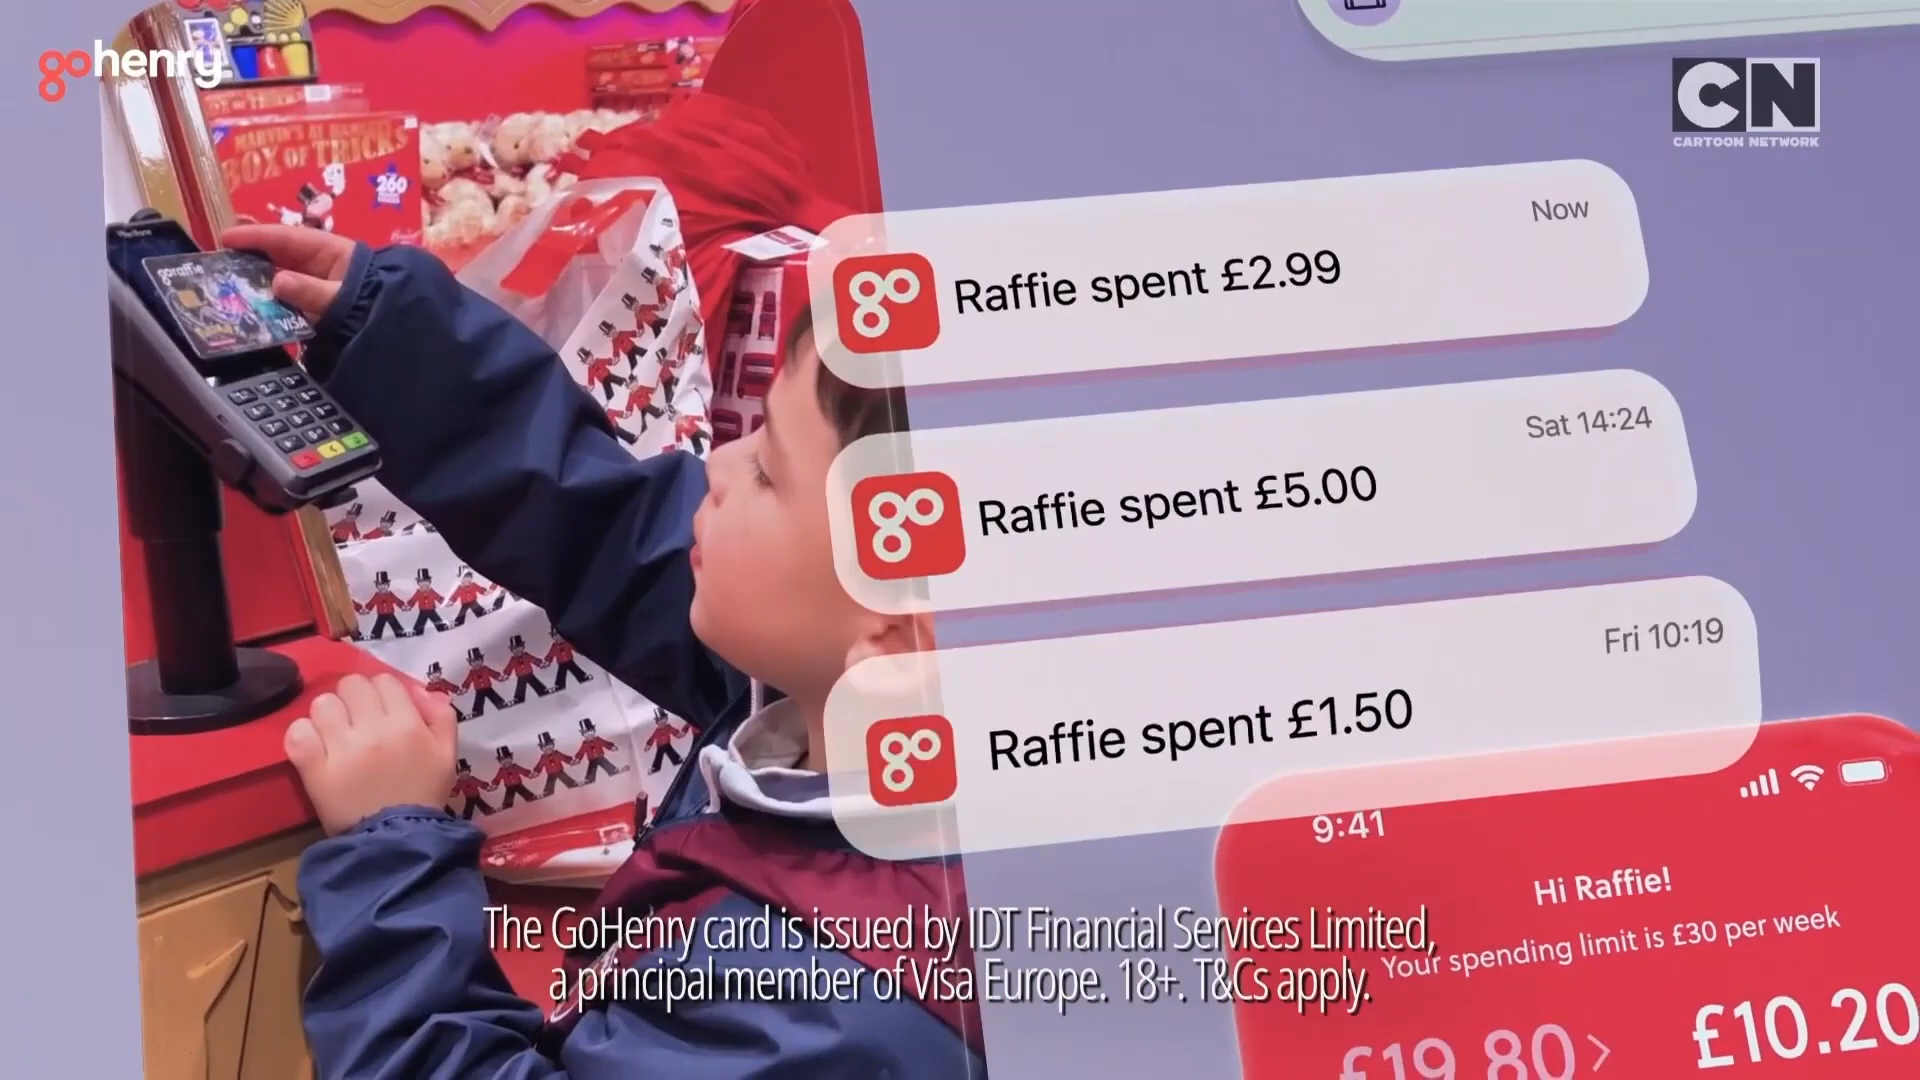 gohenry
CN
CARTOON NETWORK
MARVIN'S
BOX OF TRICKS
260
goraffie
VISA
Now
Raffie spent £2.99
Sat 14:24
Raffie spent £5.00
Fri 10:19
Raffie spent £1.50
9:41
Hi Raffie!
Your spending limit is £30 per week
£19.80 >
£10.20
The GoHenry card is issued by IDT Financial Services Limited,
a principal member of Visa Europe. 18+. T&Cs apply.